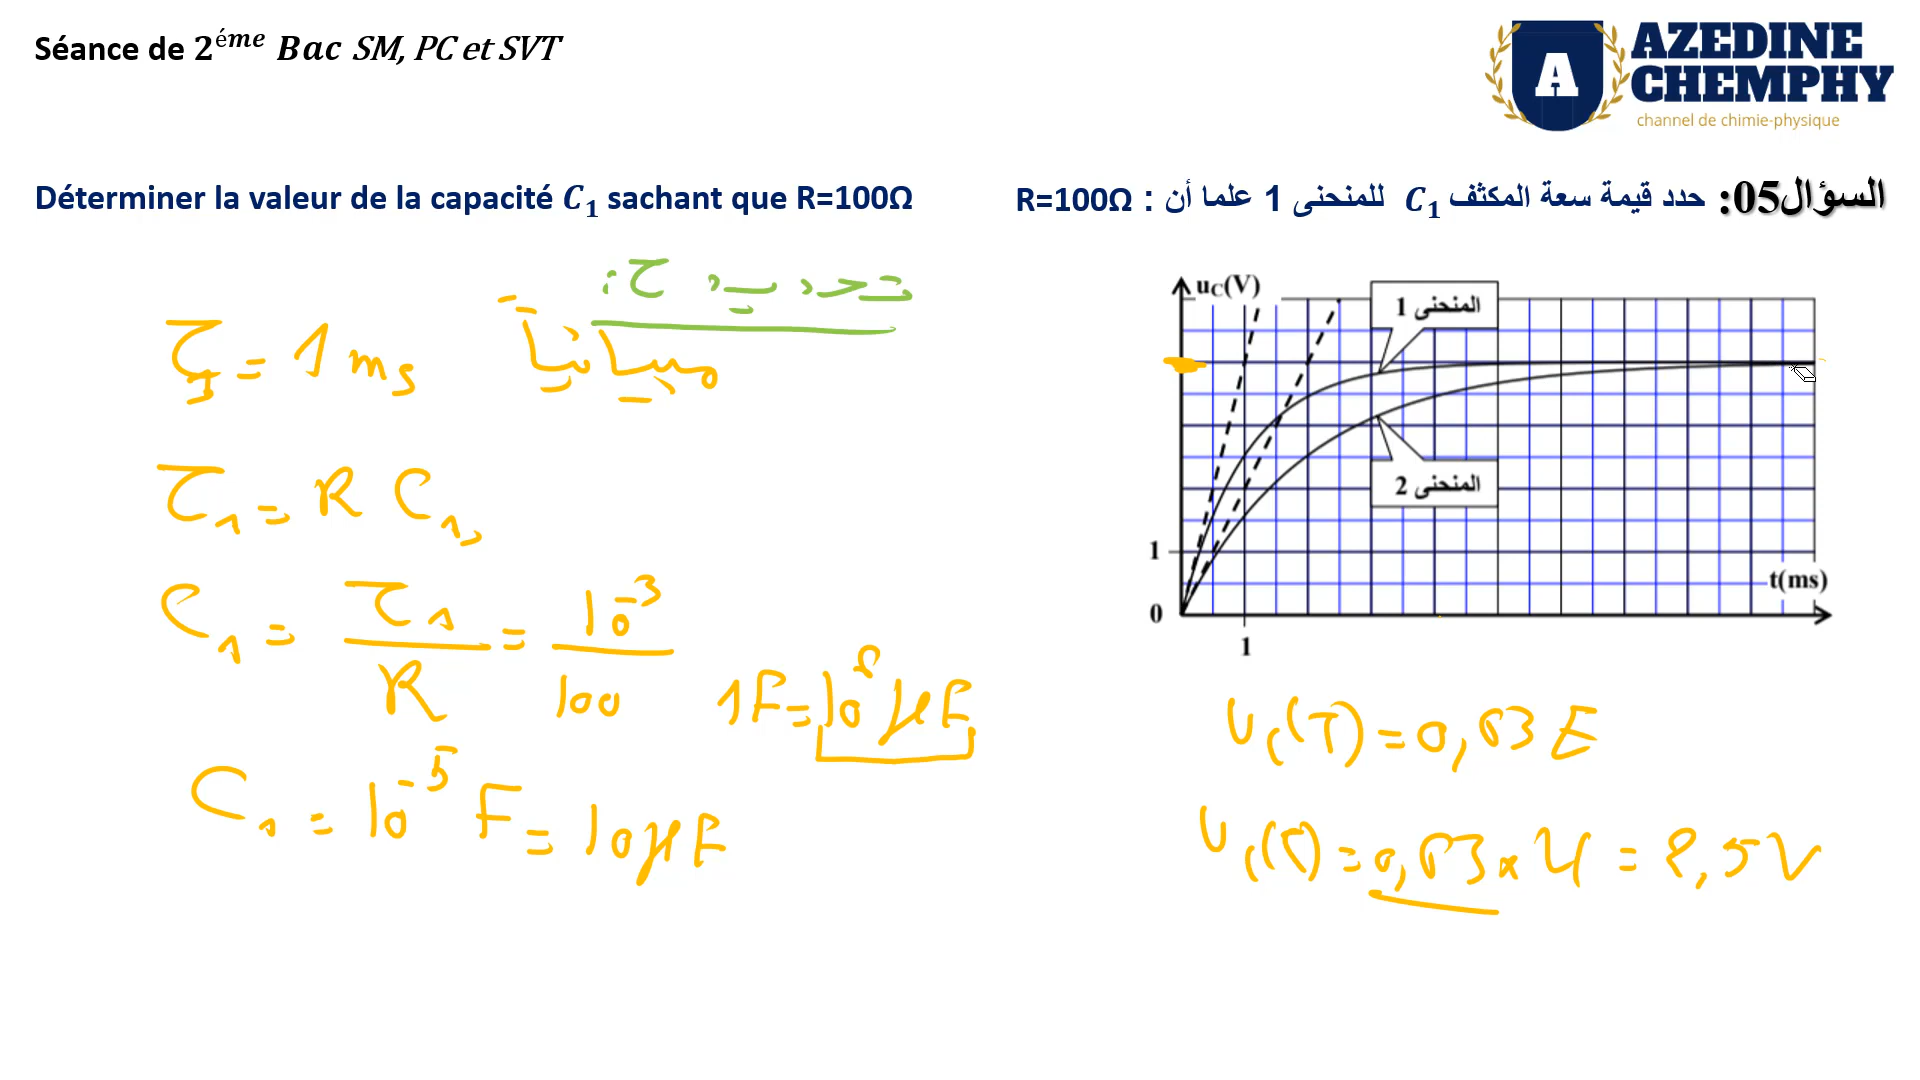 Séance de 2éme Bac SM, PC et SVT
AZEDINE
CHEMPHY
A
channel de chimie-physique
Déterminer la valeur de la capacité C₁ sachant que R=100Ω
السؤال05: حدد قيمة سعة المكثف C₁ للمنحنى 1 علما أن : R=100Ω
تحديد τ:
مبيانيا
τ₁ = 1 ms
τ₁ = R C₁
C₁ = τ₁/R = 10⁻³/100
1F = 10⁶ μF
C₁ = 10⁻⁵ F = 10 μF
uC(V)
المنحنى 1
المنحنى 2
1
t(ms)
0
1
Uc(τ) = 0,63 E
Uc(τ) = 0,63 × 4 = 2,5 V